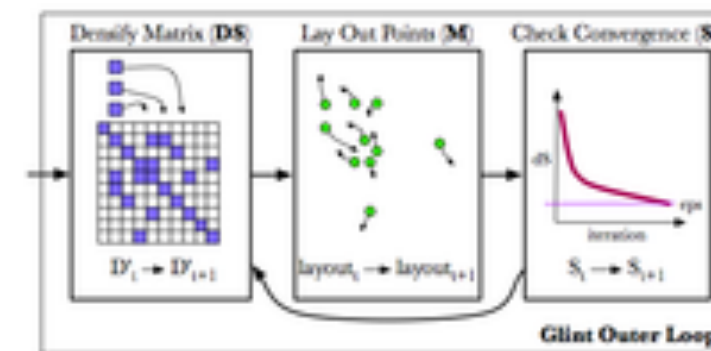 Densify Matrix (DS)
Lay Out Points (M)
Check Convergence (S
dS
eps
iteration
D'ᵢ → D'ᵢ₊₁
layoutᵢ → layoutᵢ₊₁
Sᵢ → Sᵢ₊₁
Glint Outer Loop